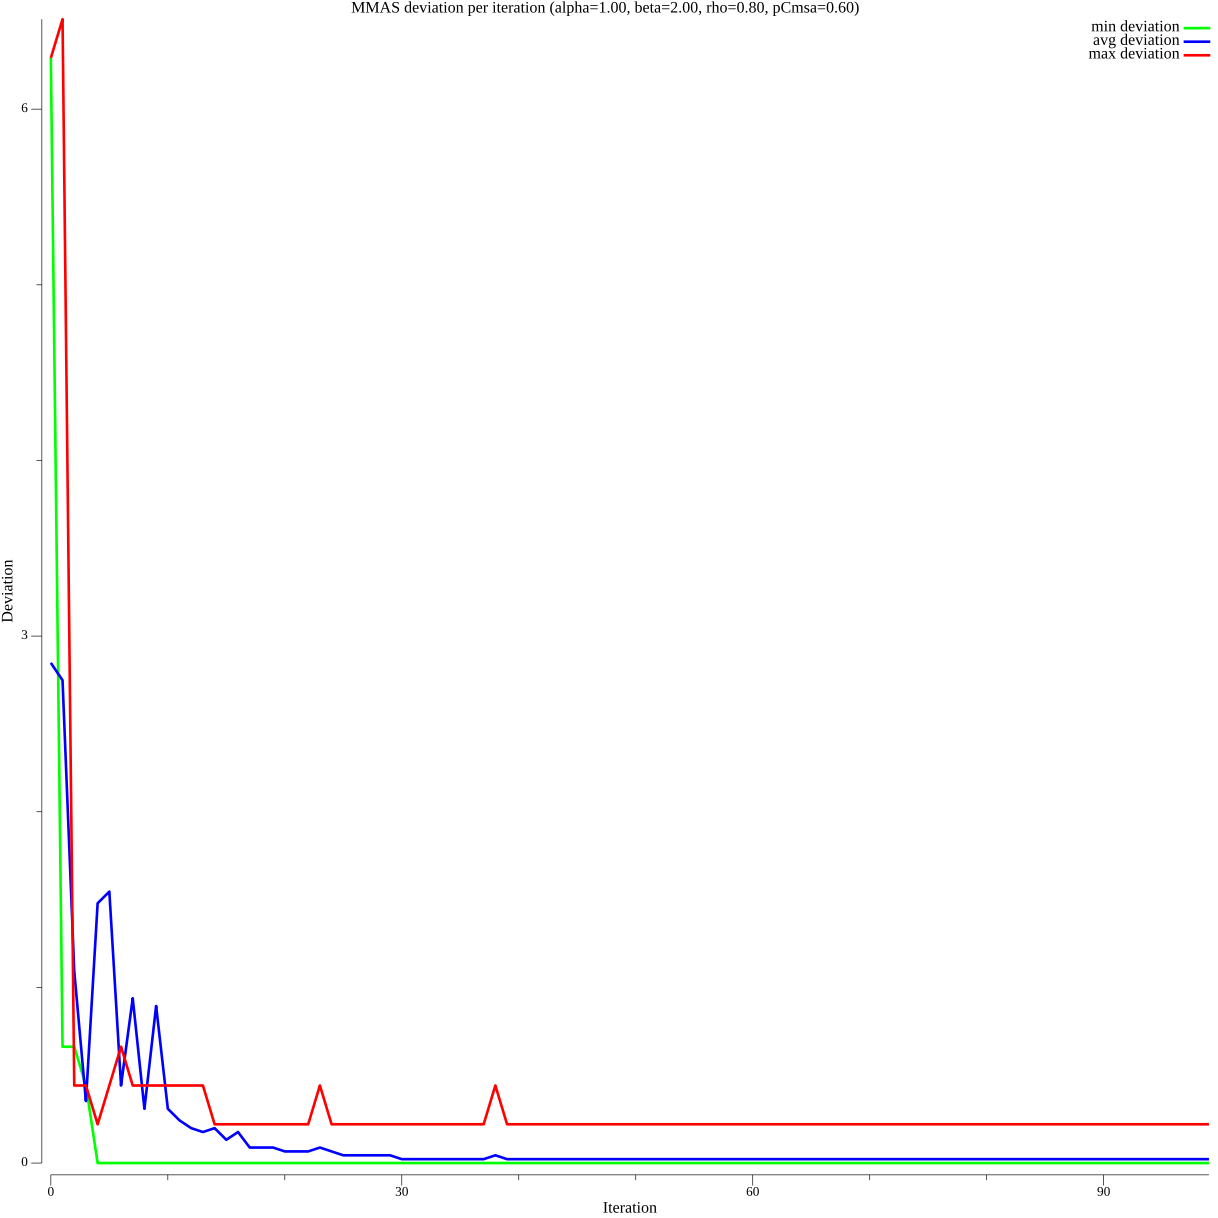 MMAS deviation per iteration (alpha=1.00, beta=2.00, rho=0.80, pCmsa=0.60)
min deviation
avg deviation
max deviation
6
3
0
Deviation
0 30 60 90
Iteration